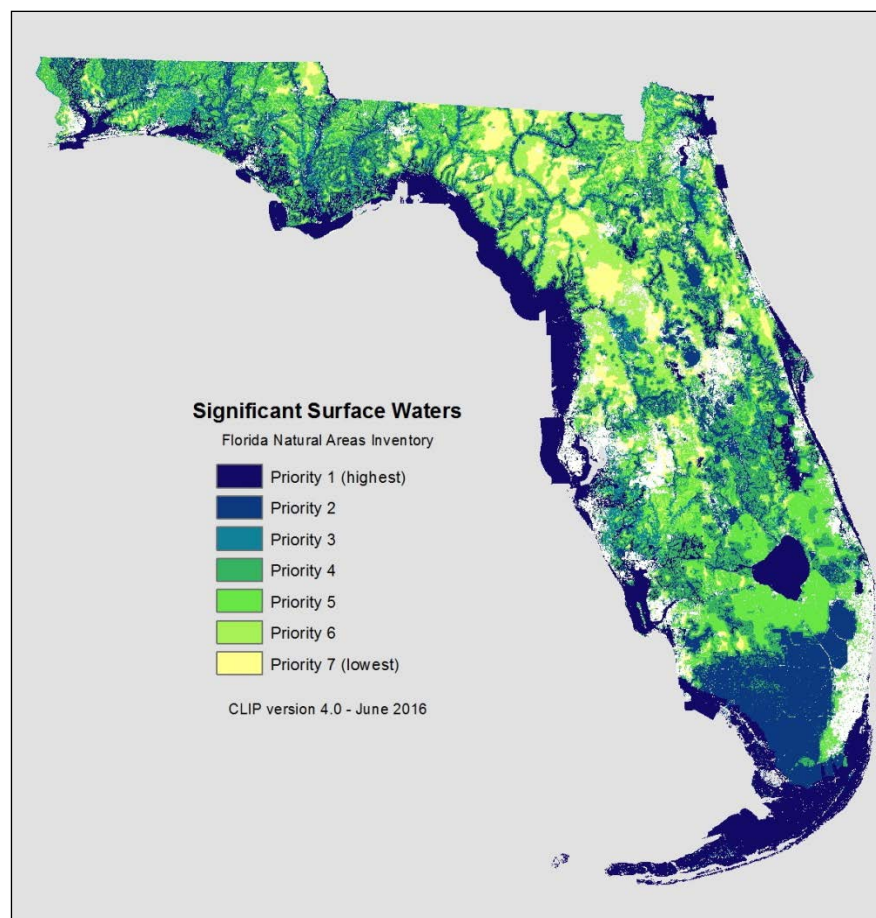 Significant Surface Waters
Florida Natural Areas Inventory
Priority 1 (highest)
Priority 2
Priority 3
Priority 4
Priority 5
Priority 6
Priority 7 (lowest)
CLIP version 4.0 - June 2016